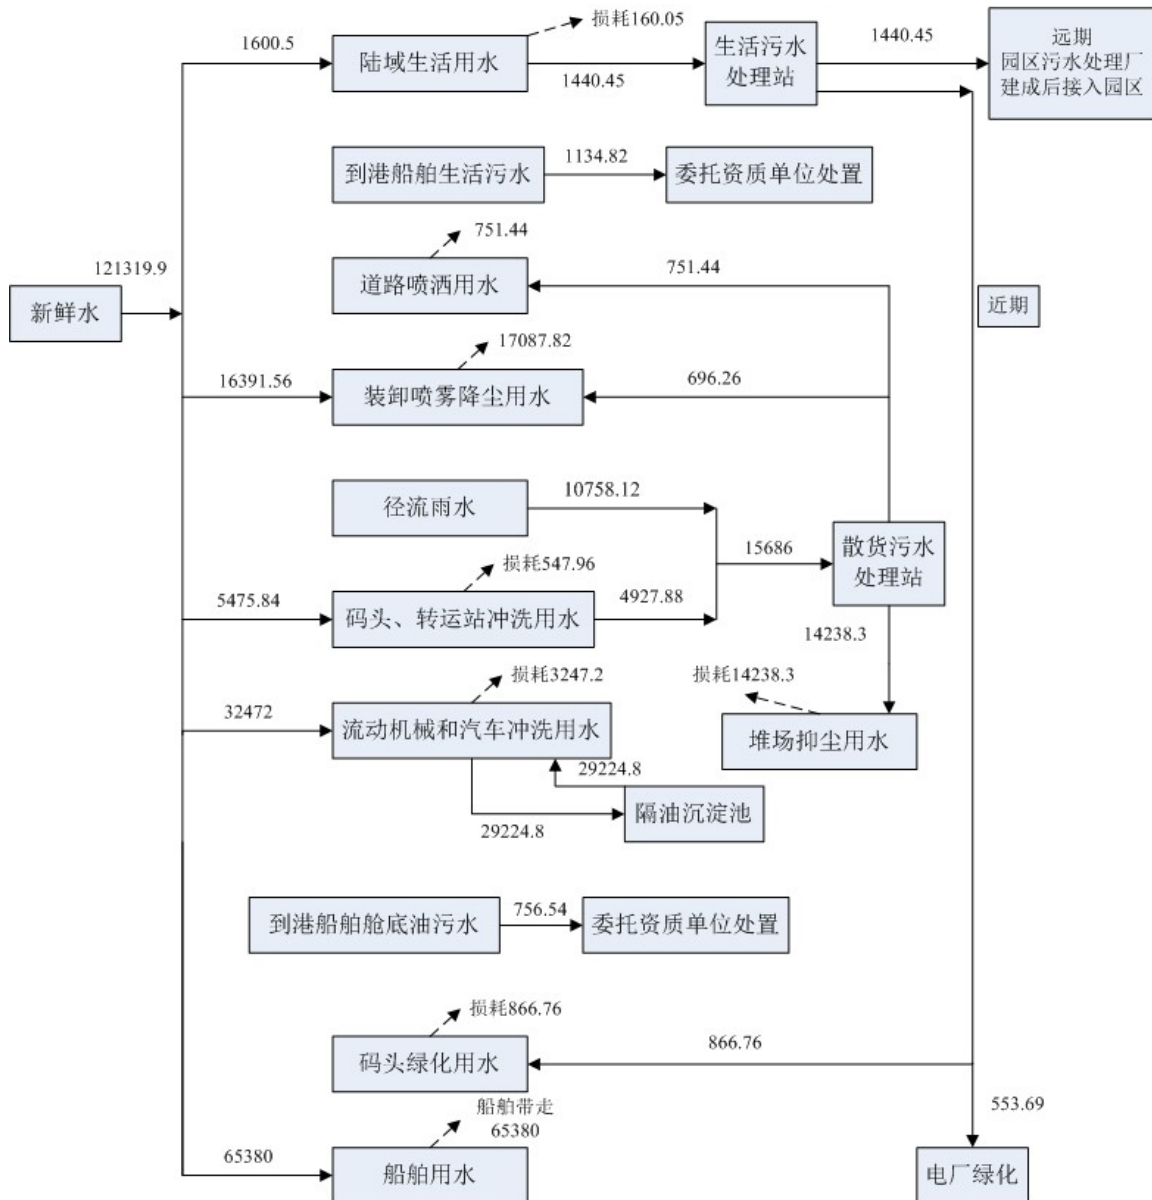 损耗160.05
1600.5
陆域生活用水
1440.45
生活污水
处理站
1440.45
远期
园区污水处理厂
建成后接入园区
到港船舶生活污水
1134.82
委托资质单位处置
751.44
121319.9
新鲜水
道路喷洒用水
751.44
近期
17087.82
16391.56
装卸喷雾降尘用水
696.26
径流雨水
10758.12
15686
散货污水
处理站
损耗547.96
5475.84
码头、转运站冲洗用水
4927.88
14238.3
损耗3247.2
损耗14238.3
32472
流动机械和汽车冲洗用水
堆场抑尘用水
29224.8
29224.8
隔油沉淀池
到港船舶舱底油污水
756.54
委托资质单位处置
损耗866.76
码头绿化用水
866.76
船舶带走
65380
553.69
65380
船舶用水
电厂绿化